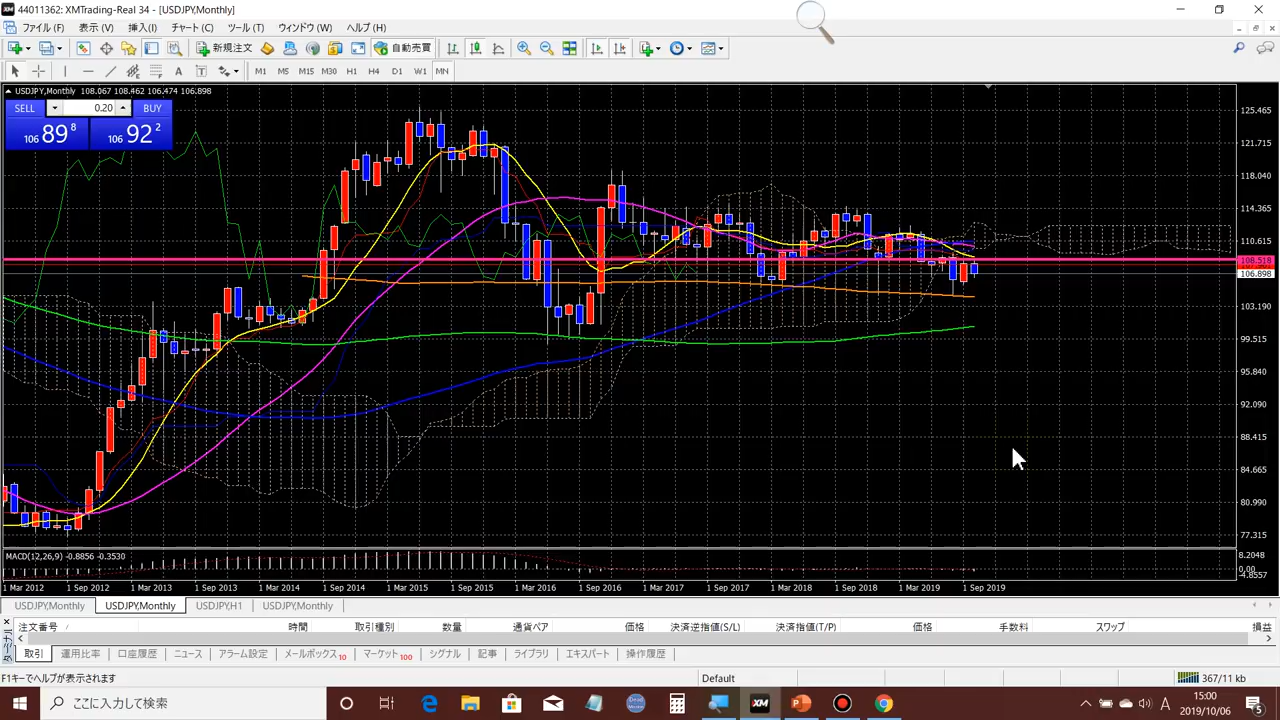 44011362: XMTrading-Real 34 - [USDJPY,Monthly]
ファイル (F) 表示 (V) 挿入(I) チャート (C) ツール (T) ウィンドウ (W) ヘルプ (H)
新規注文 自動売買
A T M1 M5 M15 M30 H1 H4 D1 W1 MN
USDJPY,Monthly 108.067 108.462 106.474 106.898
SELL 0.20 BUY
106 89 8 106 92 2
125.465
121.715
118.040
114.365
110.615
108.518
106.898
103.190
99.515
95.840
92.090
88.415
84.665
80.990
77.315
MACD(12,26,9) -0.8856 -0.3530
8.2048
0.00
-4.8557
1 Mar 2012 1 Sep 2012 1 Mar 2013 1 Sep 2013 1 Mar 2014 1 Sep 2014 1 Mar 2015 1 Sep 2015 1 Mar 2016 1 Sep 2016 1 Mar 2017 1 Sep 2017 1 Mar 2018 1 Sep 2018 1 Mar 2019 1 Sep 2019
USDJPY,Monthly USDJPY,Monthly USDJPY,H1 USDJPY,Monthly
注文番号 時間 取引種別 数量 通貨ペア 価格 決済逆指値(S/L) 決済指値(T/P) 価格 手数料 スワップ 損益
取引 運用比率 口座履歴 ニュース アラーム設定 メールボックス 10 マーケット 100 シグナル 記事 ライブラリ エキスパート 操作履歴
F1キーでヘルプが表示されます Default 367/11 kb
ここに入力して検索
A 15:00
2019/10/06
5